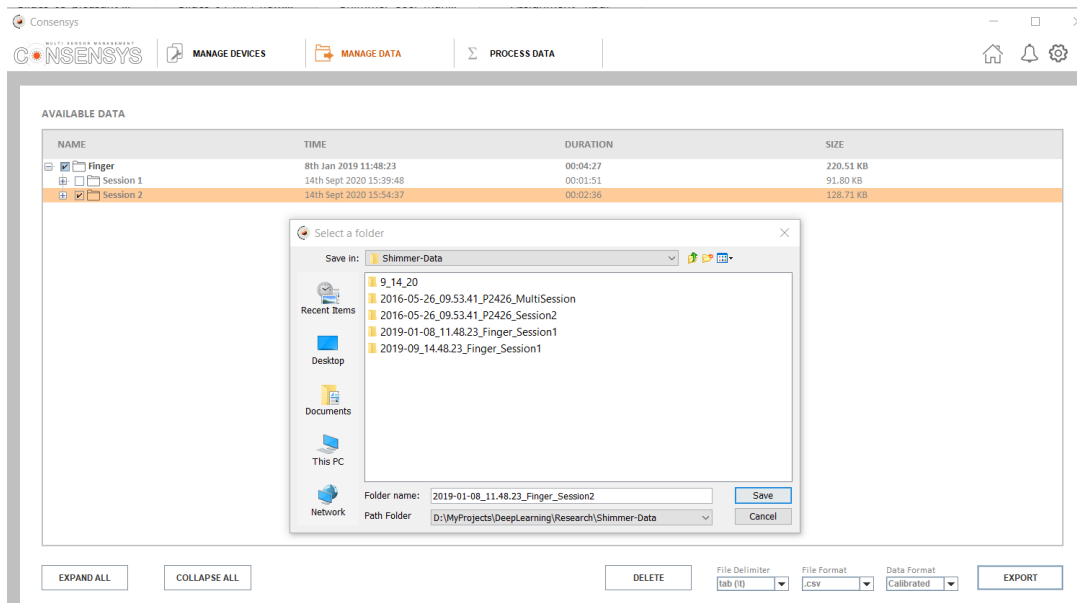 Consensys
MULTI SENSOR MANAGEMENT
CONSENSYS
MANAGE DEVICES
MANAGE DATA
Σ PROCESS DATA
AVAILABLE DATA
NAME TIME DURATION SIZE
Finger 8th Jan 2019 11:48:23 00:04:27 220.51 KB
Session 1 14th Sept 2020 15:39:48 00:01:51 91.80 KB
Session 2 14th Sept 2020 15:54:37 00:02:36 128.71 KB
Select a folder
Save in: Shimmer-Data
Recent Items
Desktop
Documents
This PC
Network
9_14_20
2016-05-26_09.53.41_P2426_MultiSession
2016-05-26_09.53.41_P2426_Session2
2019-01-08_11.48.23_Finger_Session1
2019-09_14.48.23_Finger_Session1
Folder name: 2019-01-08_11.48.23_Finger_Session2 Save
Path Folder D:\MyProjects\DeepLearning\Research\Shimmer-Data Cancel
EXPAND ALL
COLLAPSE ALL
DELETE
File Delimiter
tab (\t)
File Format
.csv
Data Format
Calibrated
EXPORT